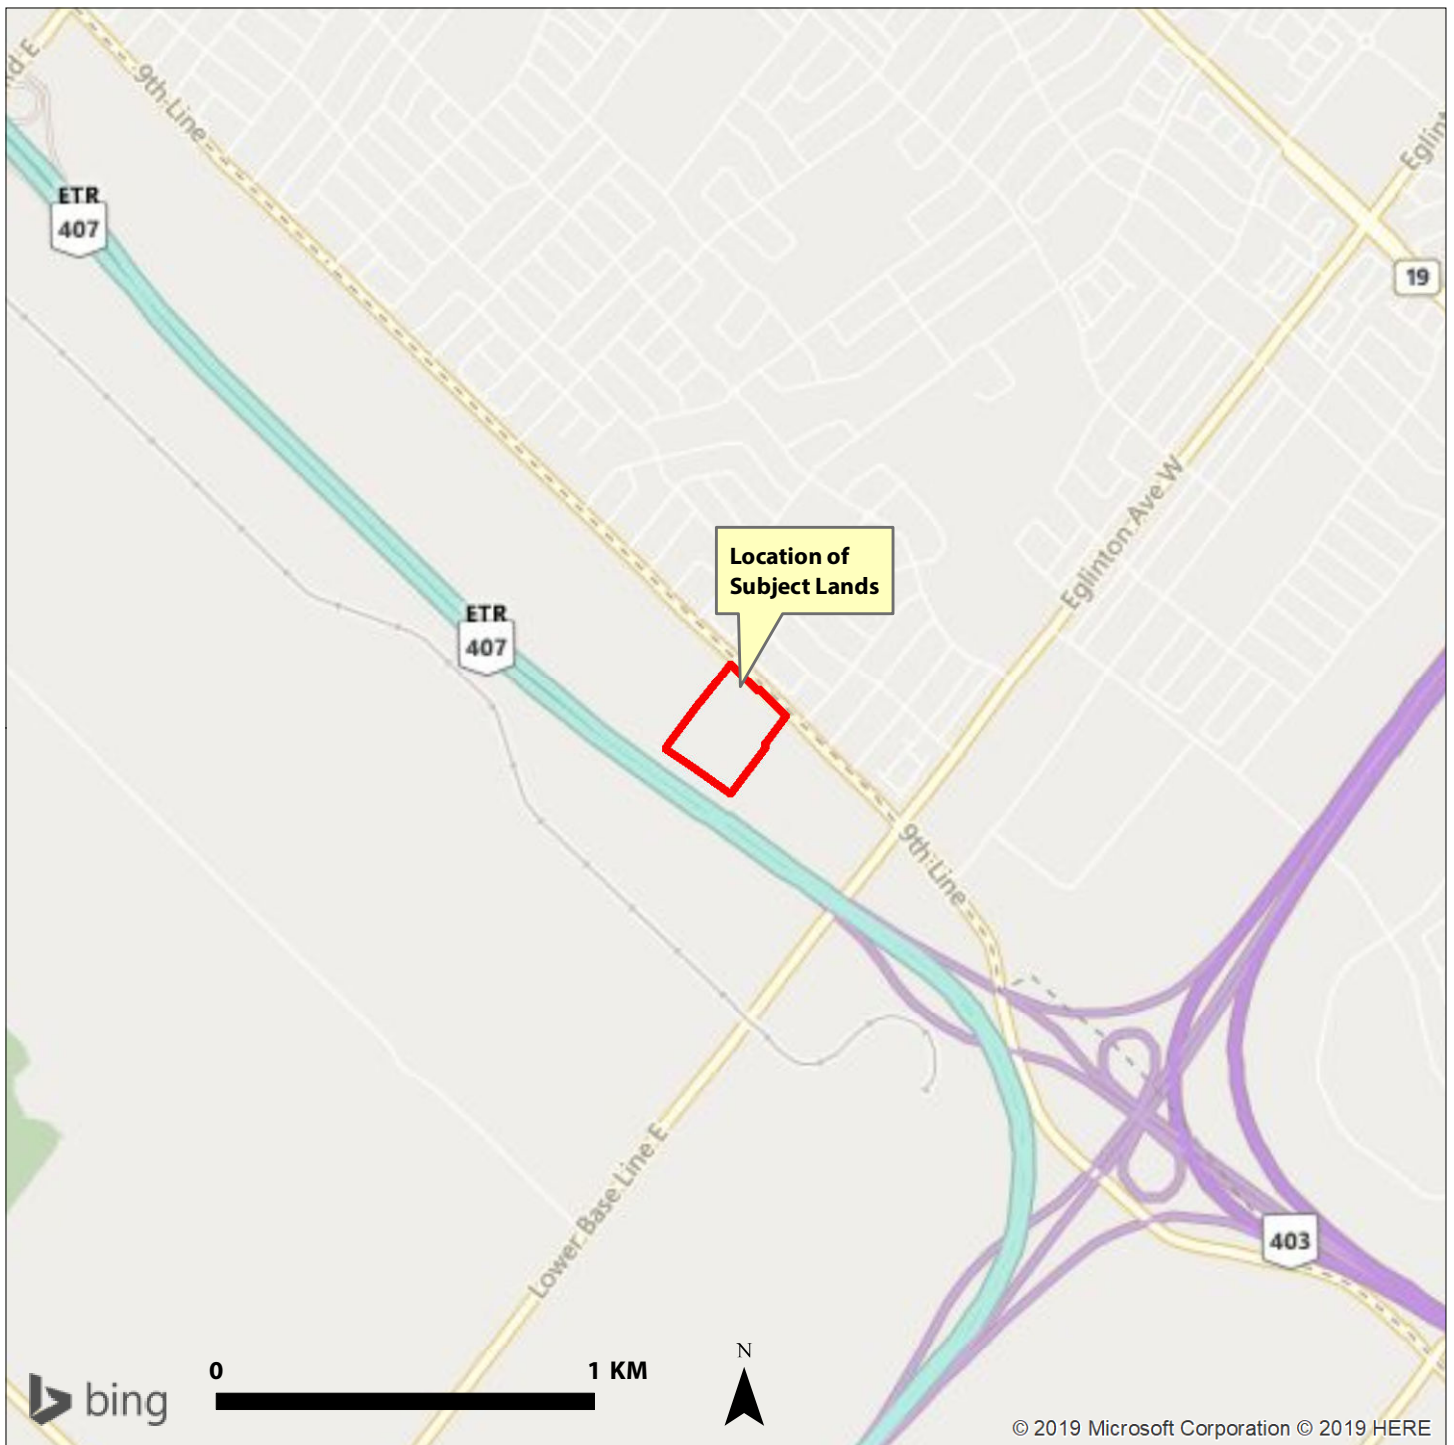 9th Line
ETR
407
Eglin
19
Eglinton Ave W
Location of
Subject Lands
ETR
407
9th Line
Lower Base Line E
403
0 1 KM
N
bing
© 2019 Microsoft Corporation © 2019 HERE